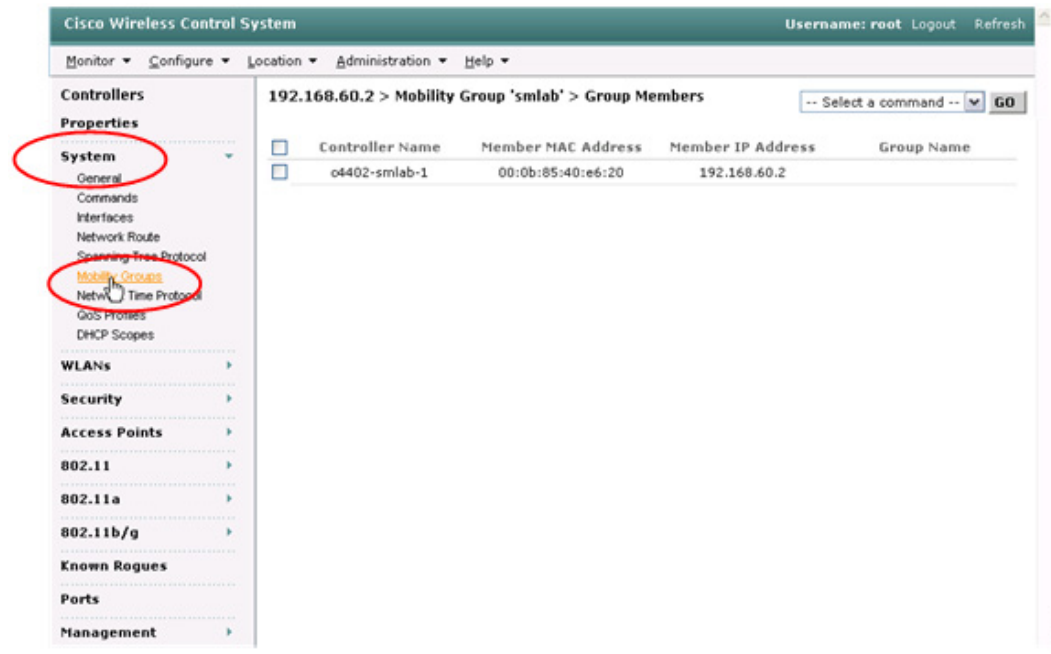 Cisco Wireless Control System Username: root Logout Refresh
Monitor Configure Location Administration Help
Controllers
Properties
System
General
Commands
Interfaces
Network Route
Spanning Tree Protocol
Mobility Groups
Network Time Protocol
QoS Profiles
DHCP Scopes
WLANs
Security
Access Points
802.11
802.11a
802.11b/g
Known Rogues
Ports
Management
192.168.60.2 > Mobility Group 'smlab' > Group Members -- Select a command -- GO
Controller Name Member MAC Address Member IP Address Group Name
o4402-smlab-1 00:0b:85:40:e6:20 192.168.60.2